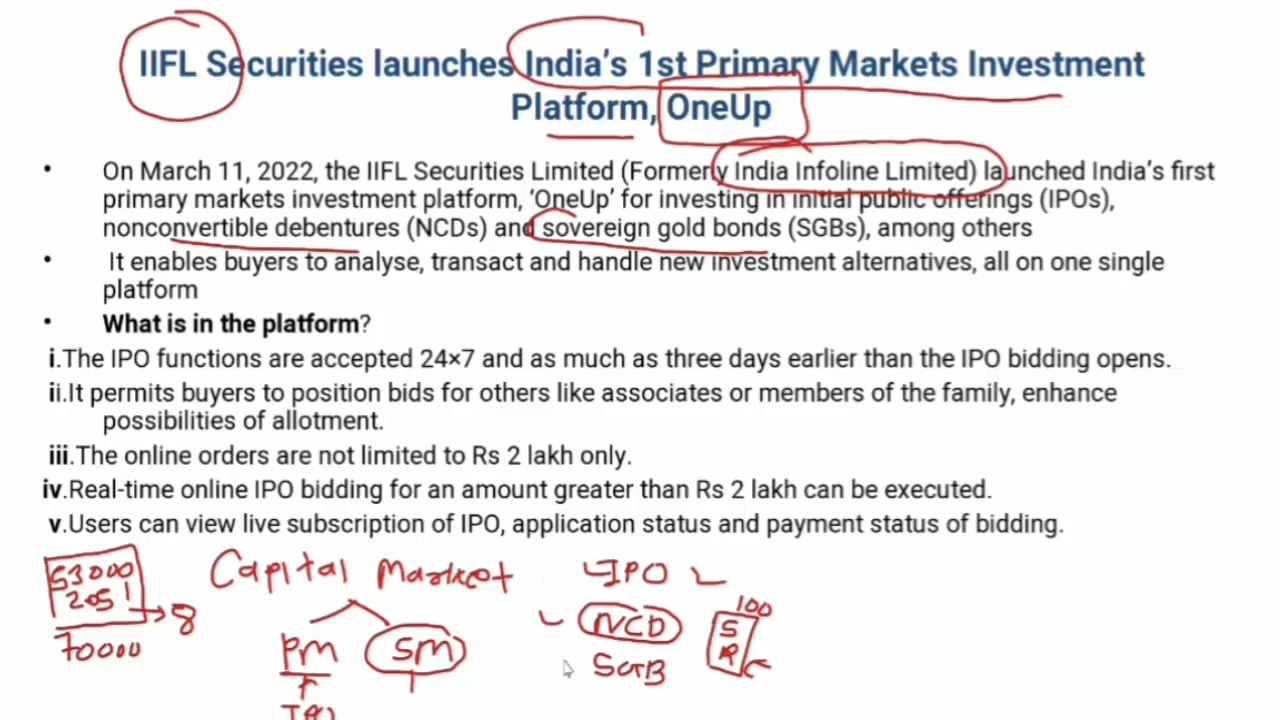 IIFL Securities launches India's 1st Primary Markets Investment
Platform, OneUp
• On March 11, 2022, the IIFL Securities Limited (Formerly India Infoline Limited) launched India's first
primary markets investment platform, 'OneUp' for investing in initial public offerings (IPOs),
nonconvertible debentures (NCDs) and sovereign gold bonds (SGBs), among others
• It enables buyers to analyse, transact and handle new investment alternatives, all on one single
platform
• What is in the platform?
i.The IPO functions are accepted 24×7 and as much as three days earlier than the IPO bidding opens.
ii.It permits buyers to position bids for others like associates or members of the family, enhance
possibilities of allotment.
iii.The online orders are not limited to Rs 2 lakh only.
iv.Real-time online IPO bidding for an amount greater than Rs 2 lakh can be executed.
v.Users can view live subscription of IPO, application status and payment status of bidding.
53000 Capital Market IPO
205 8 100
70000 PM SM NCD S
R
SGB